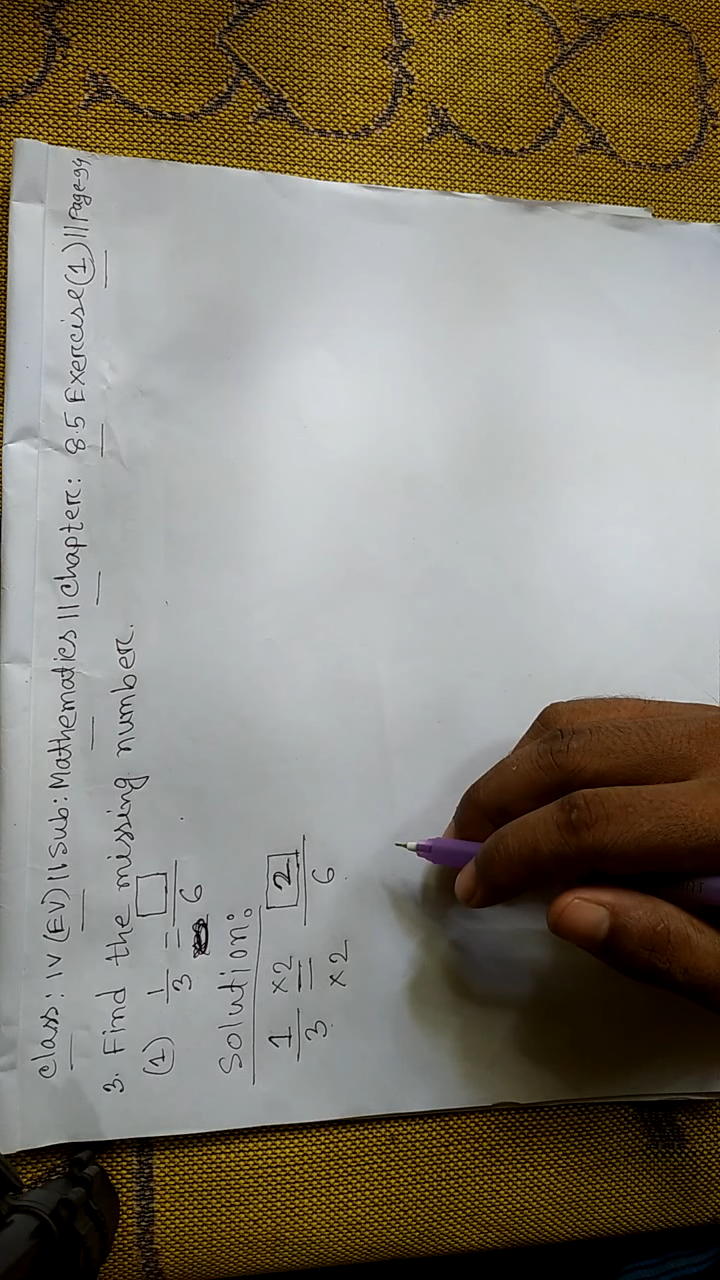 Class: IV (EV) || Sub: Mathematics || Chapter: 8.5 Exercise(1) || Page-94
3. Find the missing number.
(1) 1/3 = □/6
Solution:
1/3 ×2/×2 = 2/6